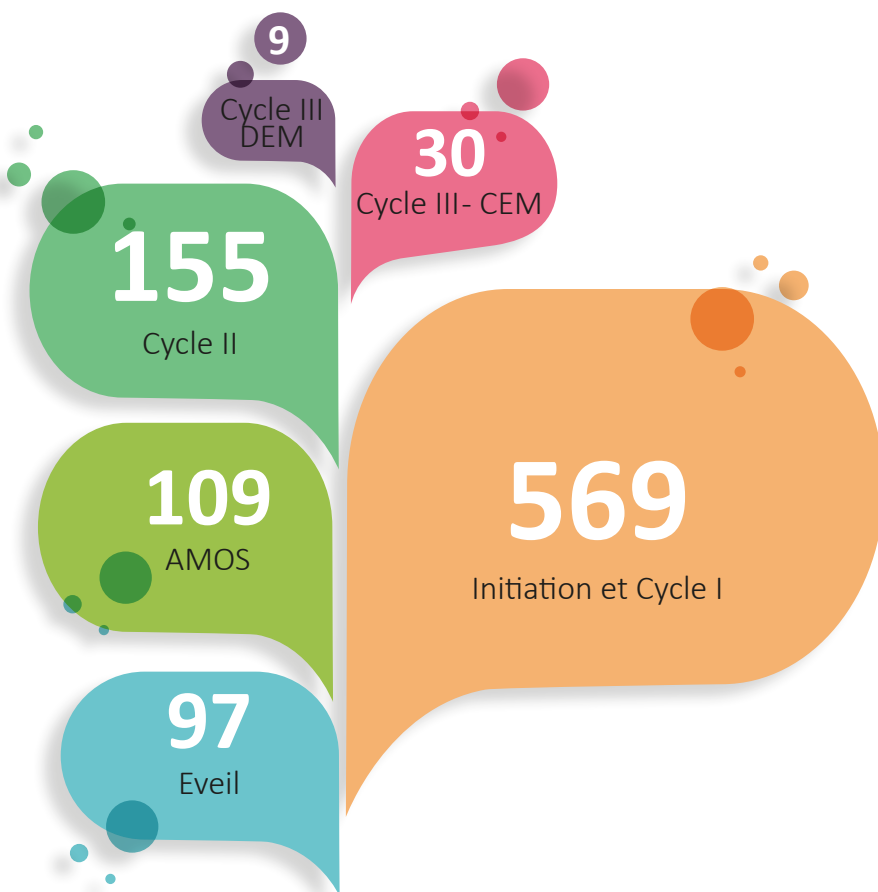 9
Cycle III
DEM
30
Cycle III - CEM
155
Cycle II
569
Initiation et Cycle I
109
AMOS
97
Eveil